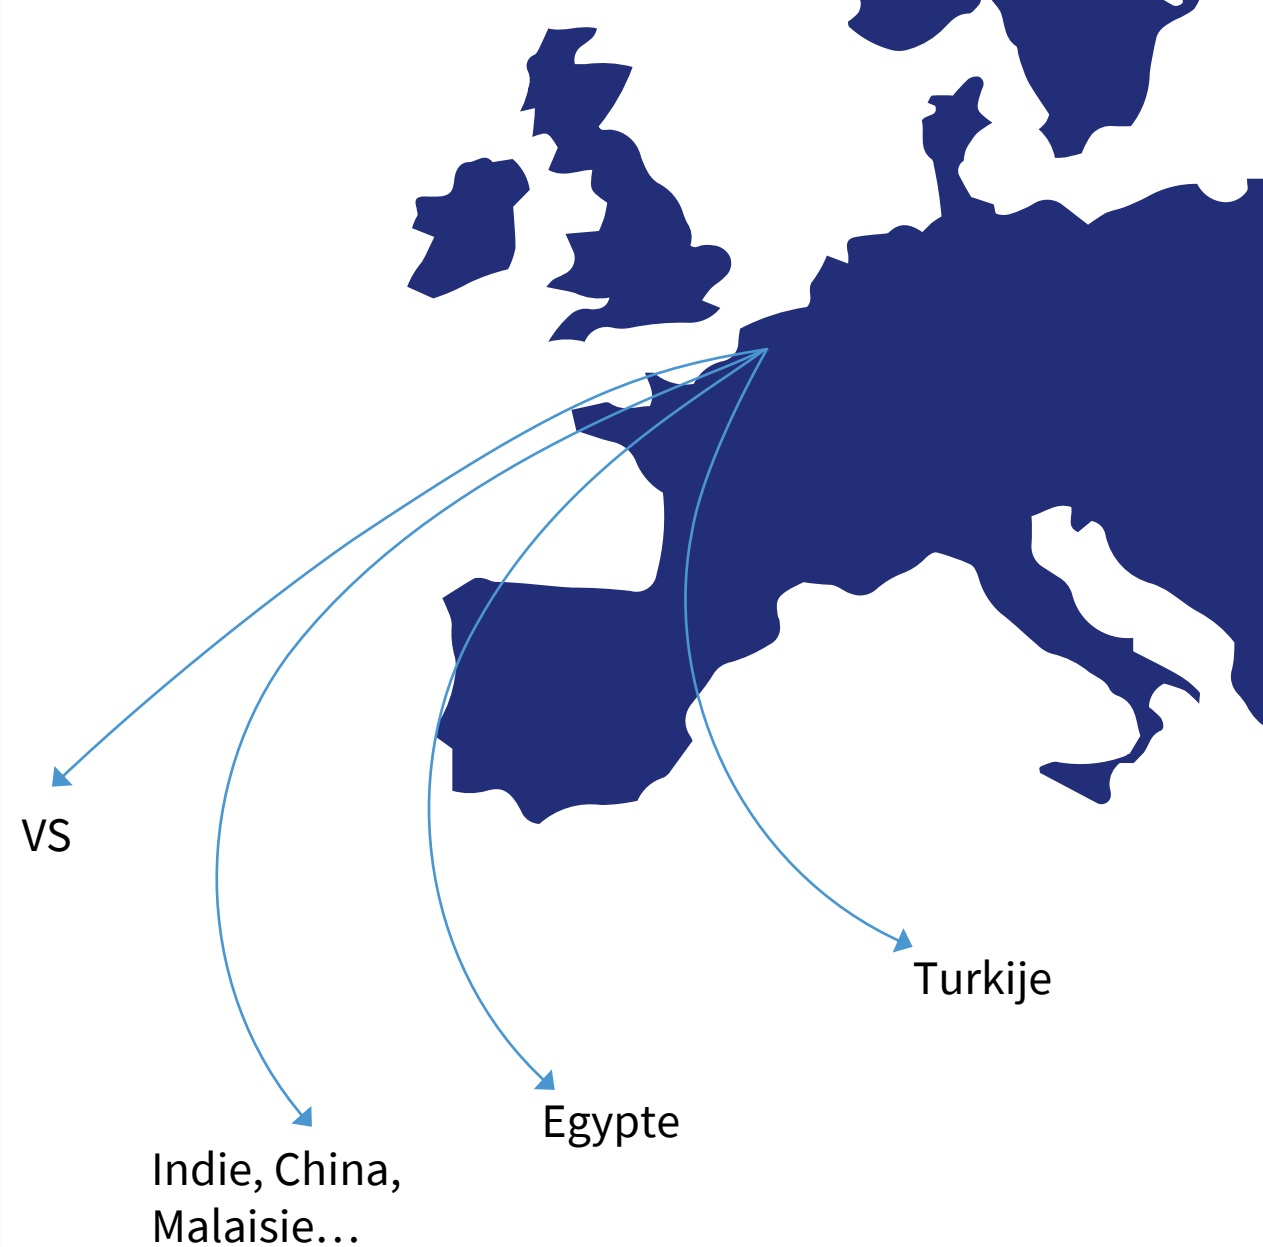 VS
Turkije
Egypte
Indie, China,
Malaisie…